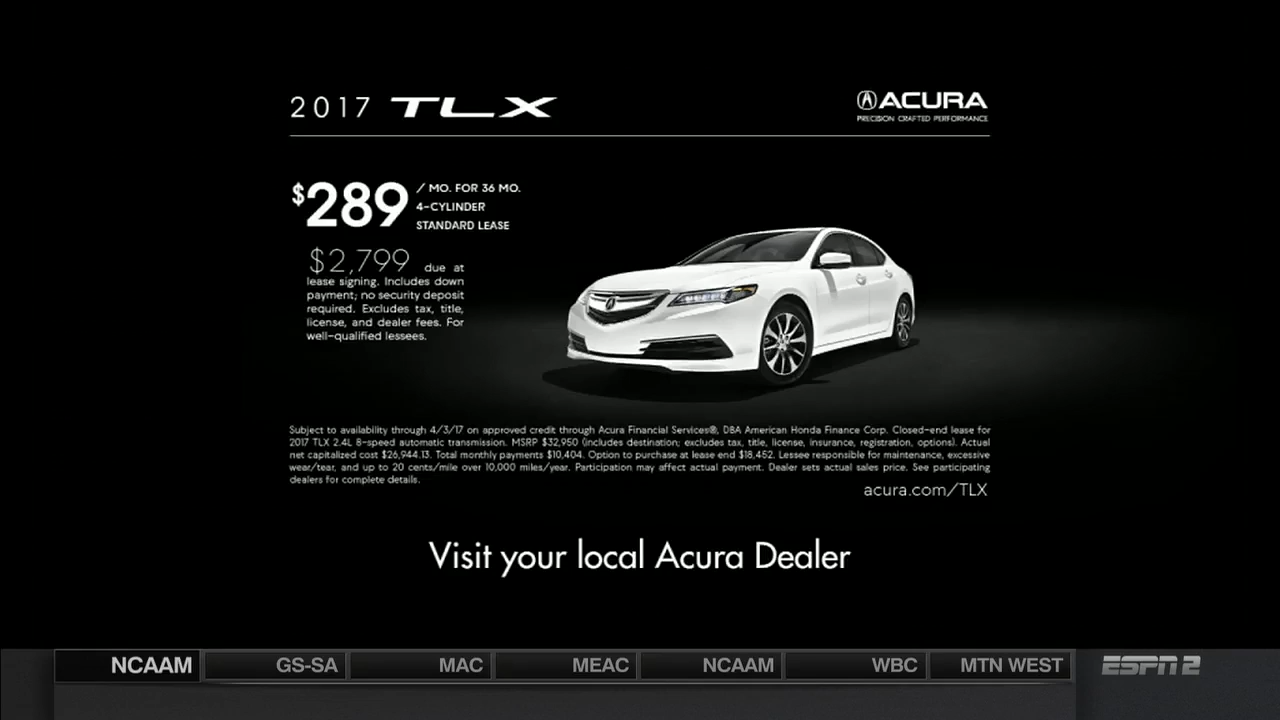 2017 TLX
ACURA
PRECISION CRAFTED PERFORMANCE
$289 / MO. FOR 36 MO.
4-CYLINDER
STANDARD LEASE
$2,799 due at
lease signing. Includes down
payment; no security deposit
required. Excludes tax, title,
license, and dealer fees. For
well-qualified lessees.
Subject to availability through 4/3/17 on approved credit through Acura Financial Services®, DBA American Honda Finance Corp. Closed-end lease for
2017 TLX 2.4L 8-speed automatic transmission. MSRP $32,950 (includes destination; excludes tax, title, license, insurance, registration, options). Actual
net capitalized cost $26,944.13. Total monthly payments $10,404. Option to purchase at lease end $18,452. Lessee responsible for maintenance, excessive
wear/tear, and up to 20 cents/mile over 10,000 miles/year. Participation may affect actual payment. Dealer sets actual sales price. See participating
dealers for complete details.
acura.com/TLX
Visit your local Acura Dealer
NCAAM GS-SA MAC MEAC NCAAM WBC MTN WEST ESPN2